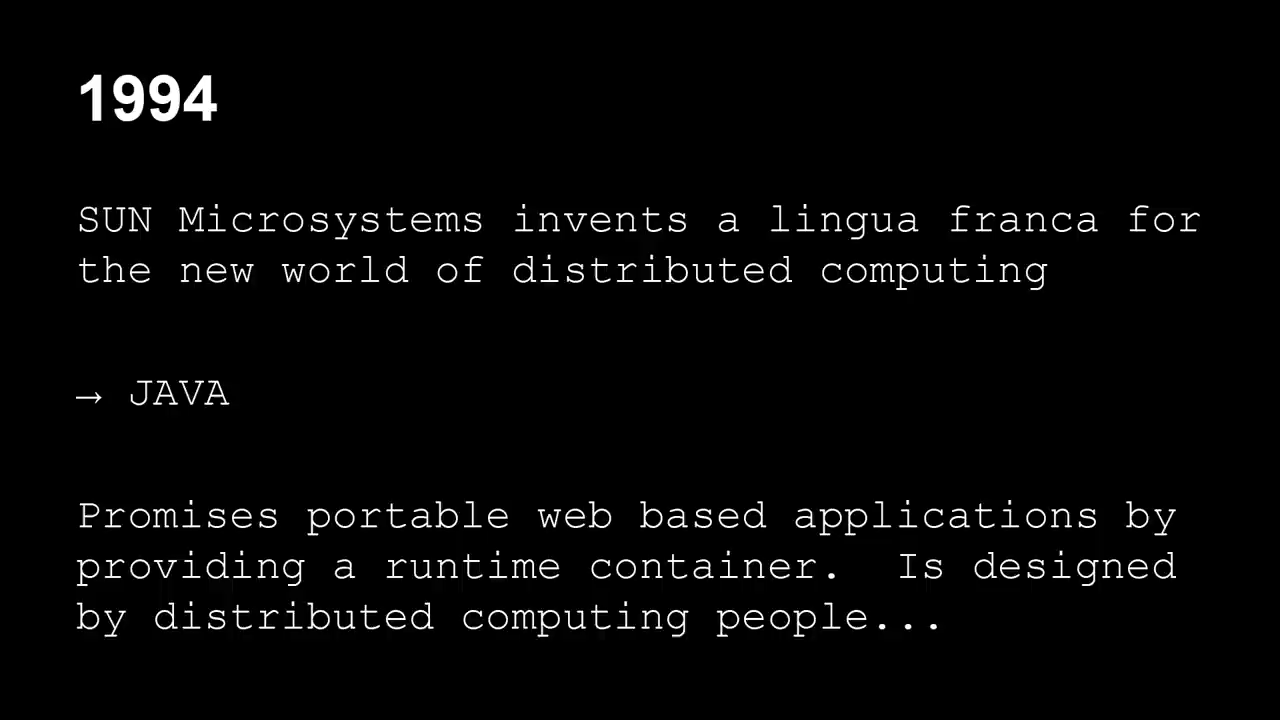 1994
SUN Microsystems invents a lingua franca for
the new world of distributed computing
→ JAVA
Promises portable web based applications by
providing a runtime container.  Is designed
by distributed computing people...